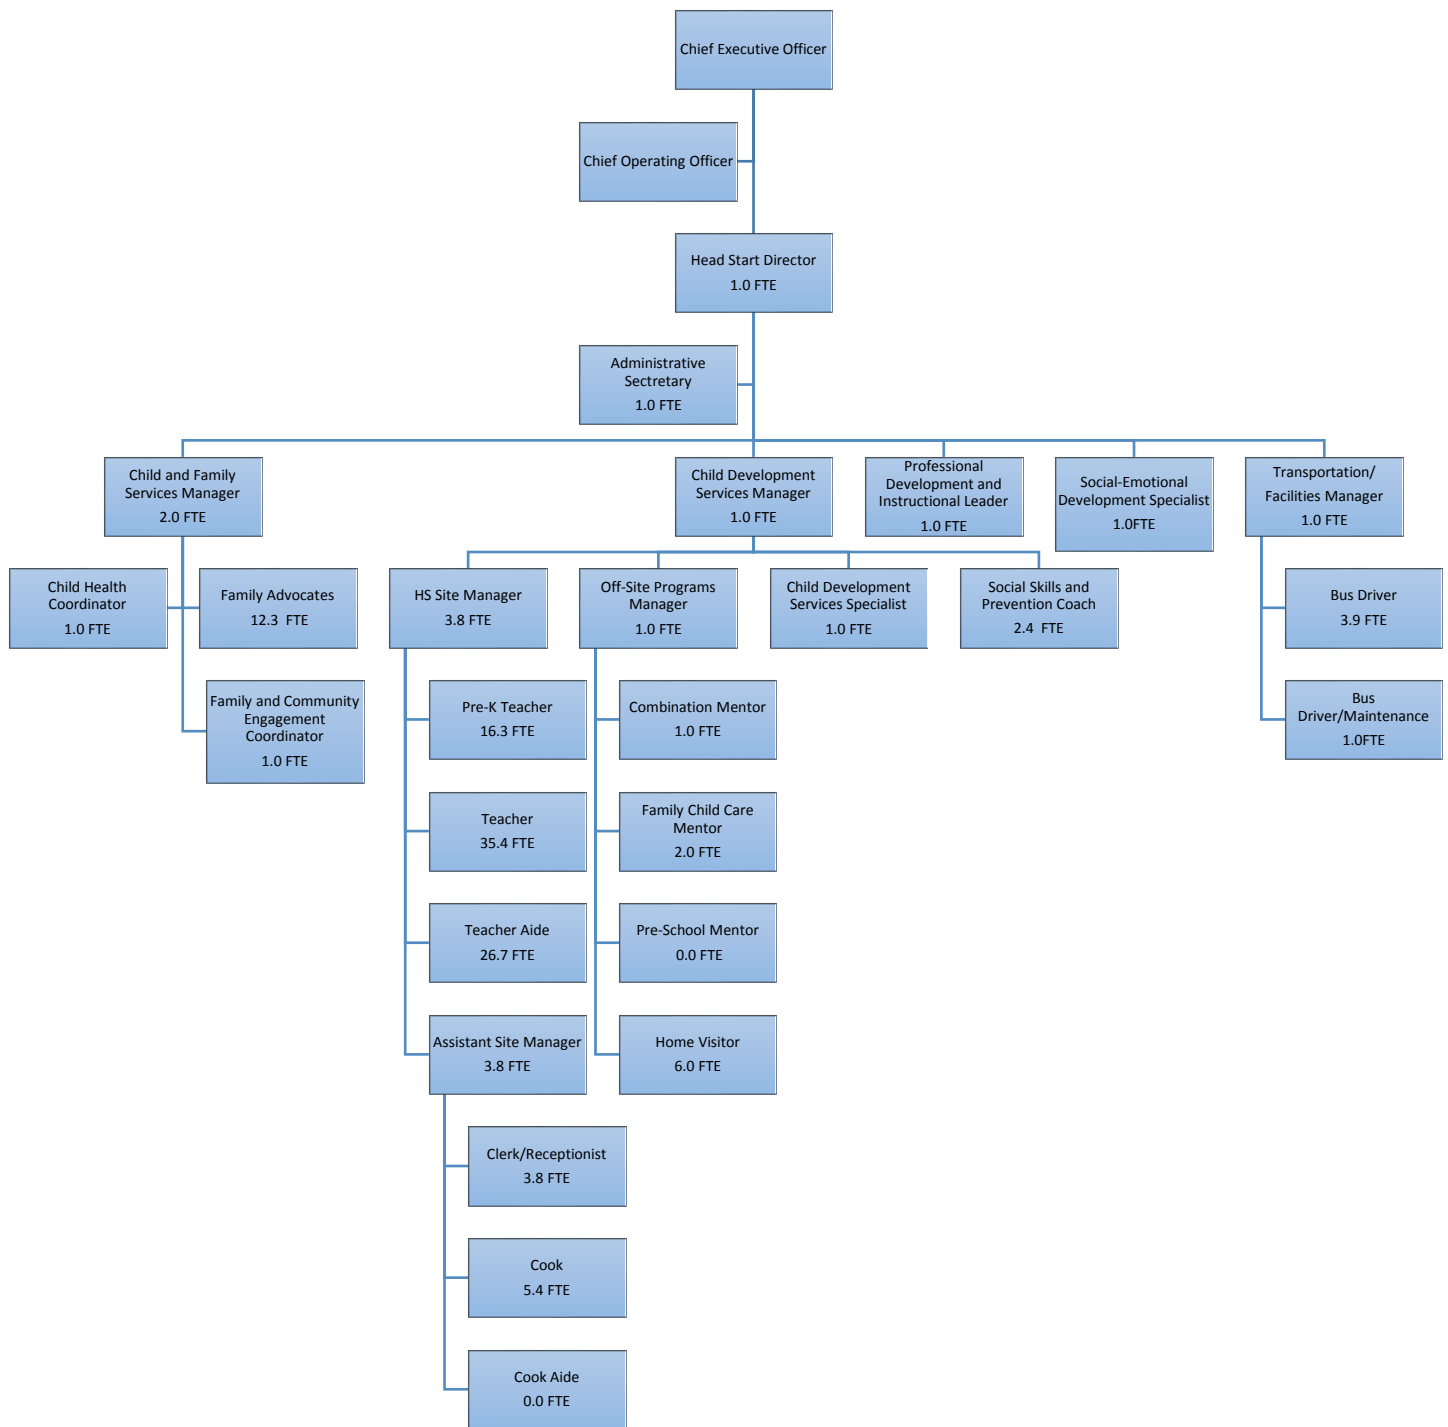 Chief Executive Officer
Chief Operating Officer
Head Start Director
1.0 FTE
Administrative
Sectretary
1.0 FTE
Child and Family
Services Manager
2.0 FTE
Child Development
Services Manager
1.0 FTE
Professional
Development and
Instructional Leader
1.0 FTE
Social-Emotional
Development Specialist
1.0FTE
Transportation/
Facilities Manager
1.0 FTE
Child Health
Coordinator
1.0 FTE
Family Advocates
12.3 FTE
HS Site Manager
3.8 FTE
Off-Site Programs
Manager
1.0 FTE
Child Development
Services Specialist
1.0 FTE
Social Skills and
Prevention Coach
2.4 FTE
Bus Driver
3.9 FTE
Family and Community
Engagement
Coordinator
1.0 FTE
Pre-K Teacher
16.3 FTE
Combination Mentor
1.0 FTE
Bus
Driver/Maintenance
1.0FTE
Teacher
35.4 FTE
Family Child Care
Mentor
2.0 FTE
Teacher Aide
26.7 FTE
Pre-School Mentor
0.0 FTE
Assistant Site Manager
3.8 FTE
Home Visitor
6.0 FTE
Clerk/Receptionist
3.8 FTE
Cook
5.4 FTE
Cook Aide
0.0 FTE